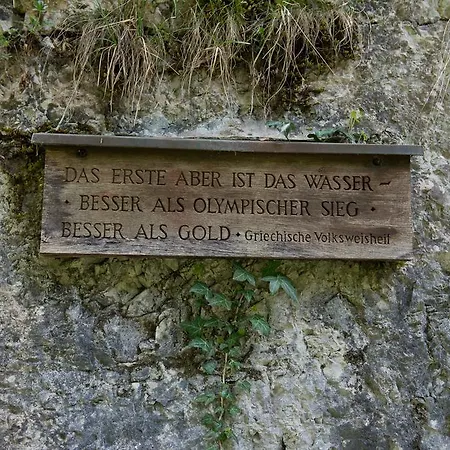 DAS ERSTE ABER IST DAS WASSER –
• BESSER ALS OLYMPISCHER SIEG •
BESSER ALS GOLD • Griechische Volksweisheit